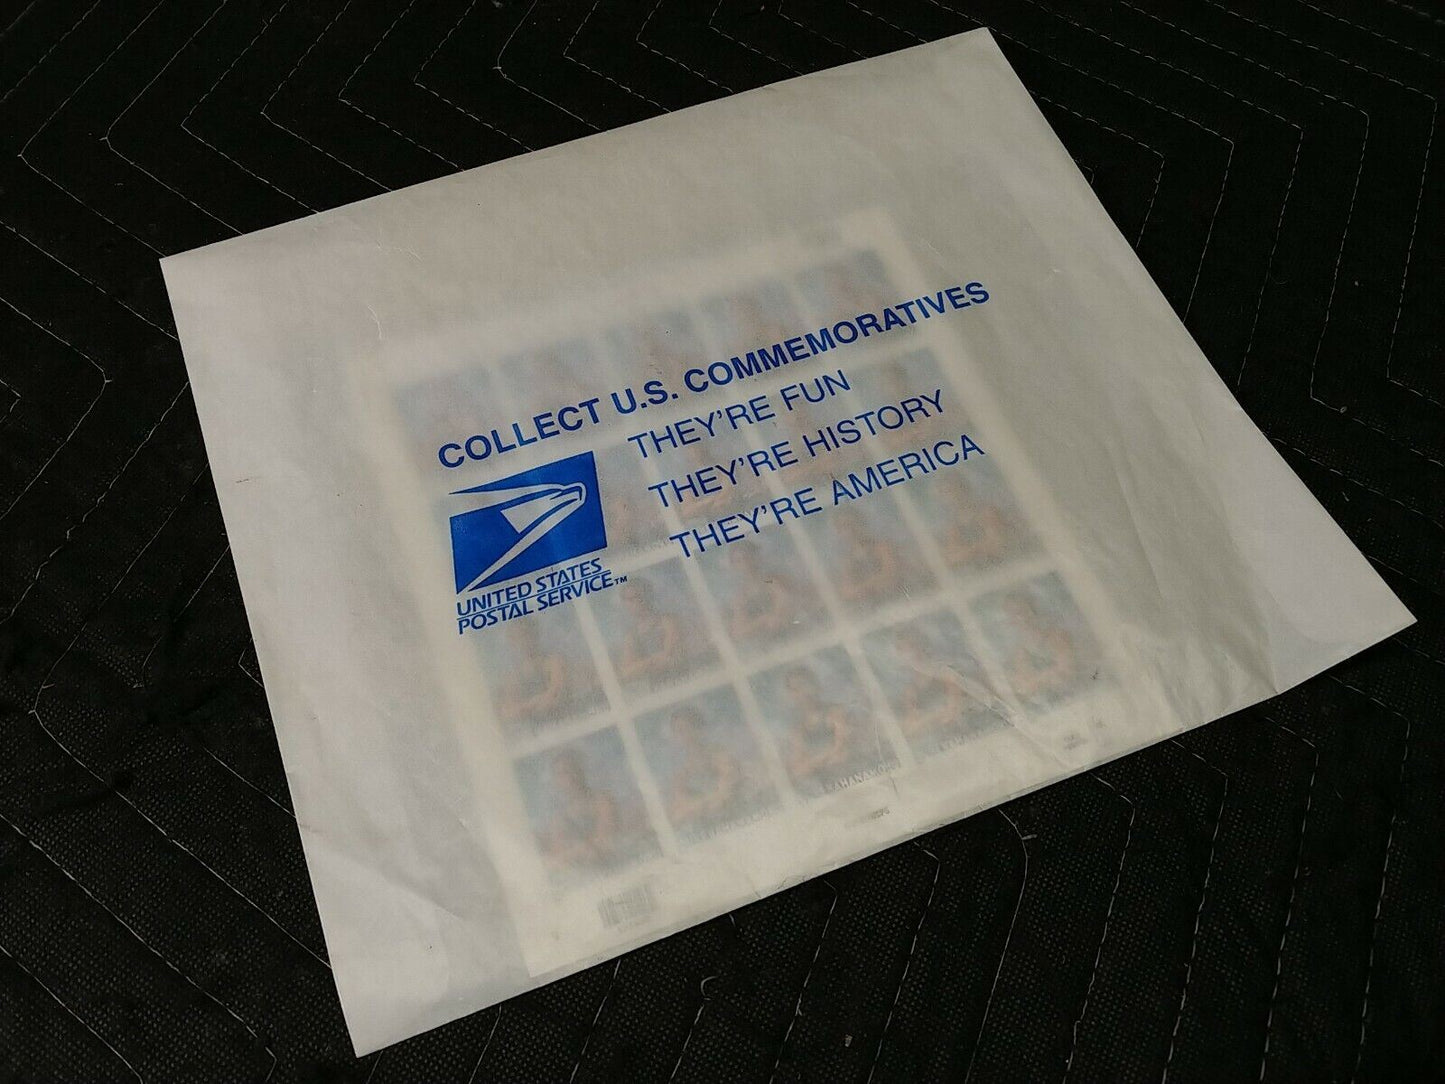 COLLECT U.S. COMMEMORATIVES
THEY'RE FUN
THEY'RE HISTORY
THEY'RE AMERICA
UNITED STATES
POSTAL SERVICE™